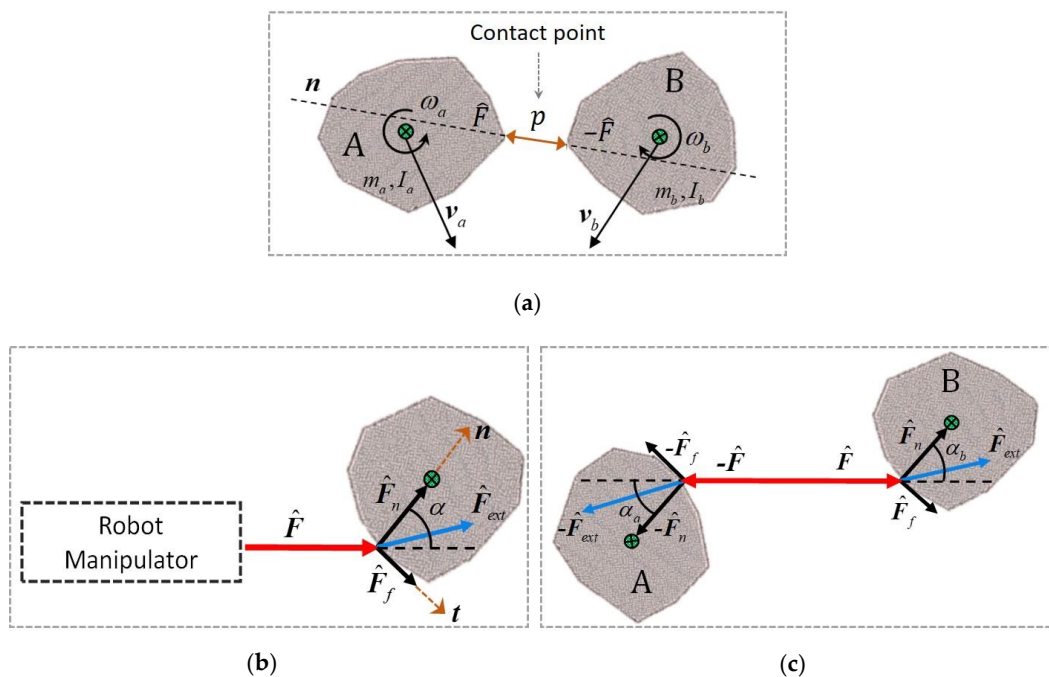 Contact point
n
ω_a
F̂
p
B
A
-F̂
ω_b
m_a, I_a
m_b, I_b
v_a
v_b
(a)
n
F̂_n
α
F̂_ext
F̂
Robot
Manipulator
F̂_f
t
(b)
B
F̂_n
α_b
F̂_ext
-F̂_f
-F̂
F̂
F̂_f
α_a
-F̂_ext
-F̂_n
A
(c)